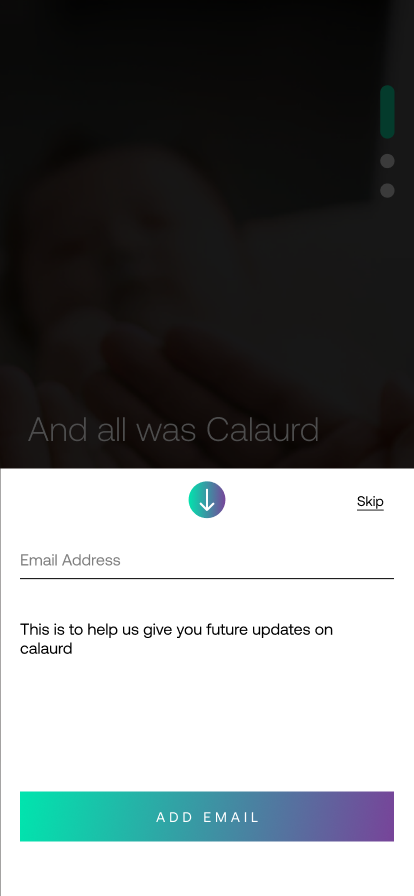 And all was Calaurd
Skip
Email Address
This is to help us give you future updates on
calaurd
ADD EMAIL